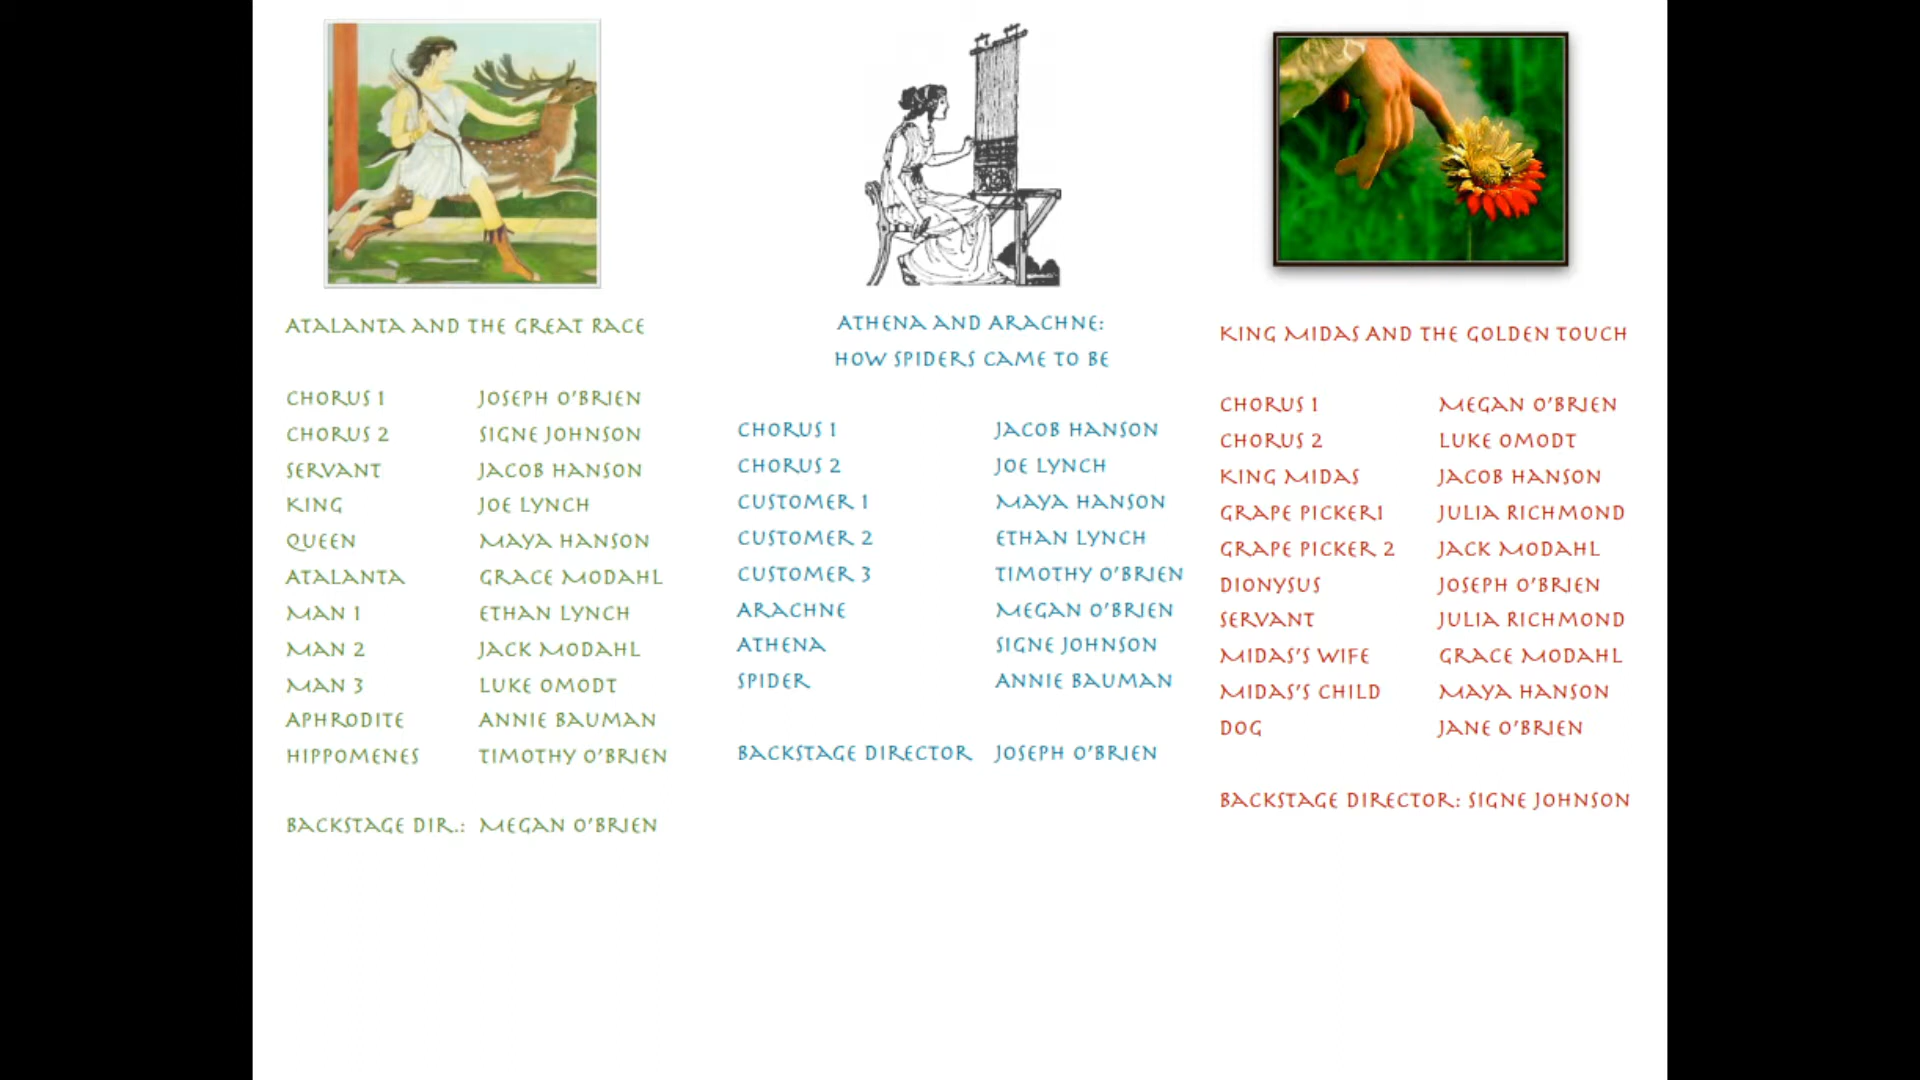 ATALANTA AND THE GREAT RACE
CHORUS 1 JOSEPH O'BRIEN
CHORUS 2 SIGNE JOHNSON
SERVANT JACOB HANSON
KING JOE LYNCH
QUEEN MAYA HANSON
ATALANTA GRACE MODAHL
MAN 1 ETHAN LYNCH
MAN 2 JACK MODAHL
MAN 3 LUKE OMODT
APHRODITE ANNIE BAUMAN
HIPPOMENES TIMOTHY O'BRIEN
BACKSTAGE DIR.: MEGAN O'BRIEN
ATHENA AND ARACHNE:
HOW SPIDERS CAME TO BE
CHORUS 1 JACOB HANSON
CHORUS 2 JOE LYNCH
CUSTOMER 1 MAYA HANSON
CUSTOMER 2 ETHAN LYNCH
CUSTOMER 3 TIMOTHY O'BRIEN
ARACHNE MEGAN O'BRIEN
ATHENA SIGNE JOHNSON
SPIDER ANNIE BAUMAN
BACKSTAGE DIRECTOR JOSEPH O'BRIEN
KING MIDAS AND THE GOLDEN TOUCH
CHORUS 1 MEGAN O'BRIEN
CHORUS 2 LUKE OMODT
KING MIDAS JACOB HANSON
GRAPE PICKER1 JULIA RICHMOND
GRAPE PICKER 2 JACK MODAHL
DIONYSUS JOSEPH O'BRIEN
SERVANT JULIA RICHMOND
MIDAS'S WIFE GRACE MODAHL
MIDAS'S CHILD MAYA HANSON
DOG JANE O'BRIEN
BACKSTAGE DIRECTOR: SIGNE JOHNSON